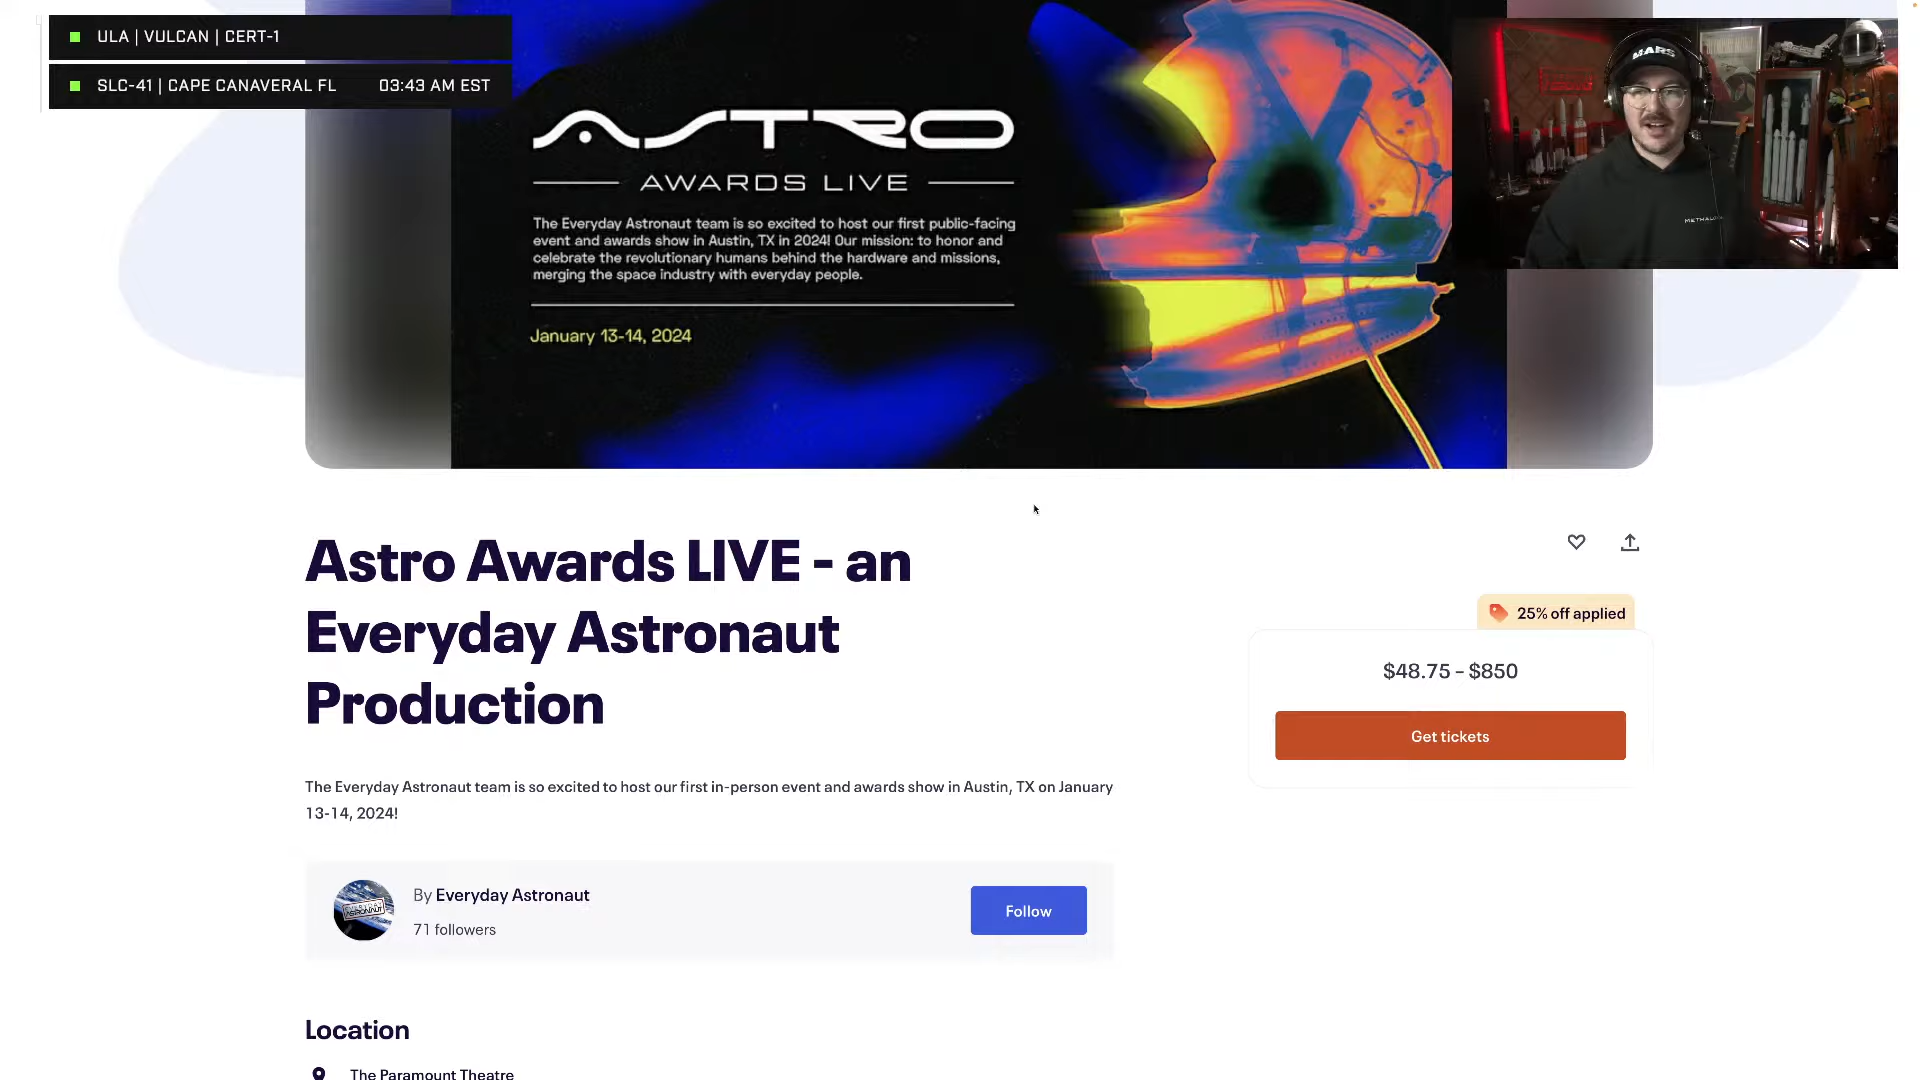 ULA | VULCAN | CERT-1
SLC-41 | CAPE CANAVERAL FL 03:43 AM EST
MARS
ASTRO
AWARDS LIVE
The Everyday Astronaut team is so excited to host our first public-facing
event and awards show in Austin, TX in 2024! Our mission: to honor and
celebrate the revolutionary humans behind the hardware and missions,
merging the space industry with everyday people.
January 13-14, 2024
Astro Awards LIVE - an
Everyday Astronaut
Production
25% off applied
$48.75 – $850
Get tickets
The Everyday Astronaut team is so excited to host our first in-person event and awards show in Austin, TX on January
13-14, 2024!
EVERYDAY
ASTRONAUT
By Everyday Astronaut
71 followers
Follow
Location
The Paramount Theatre